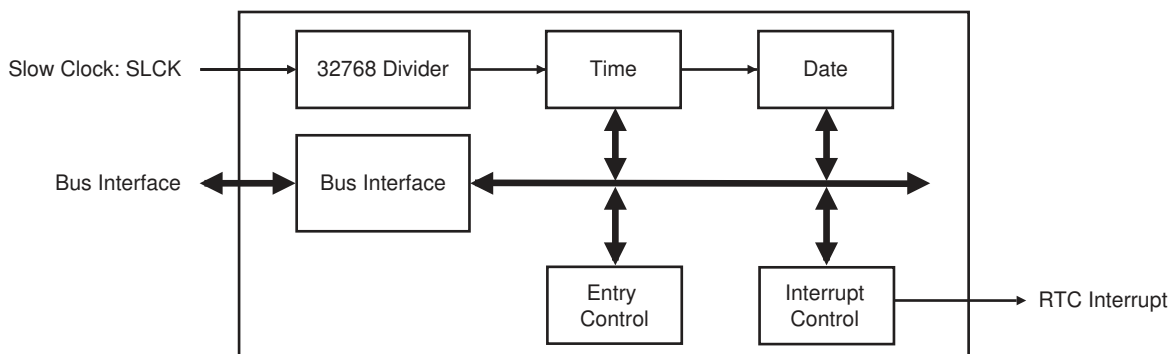 Slow Clock: SLCK
32768 Divider
Time
Date
Bus Interface
Bus Interface
Entry
Control
Interrupt
Control
RTC Interrupt